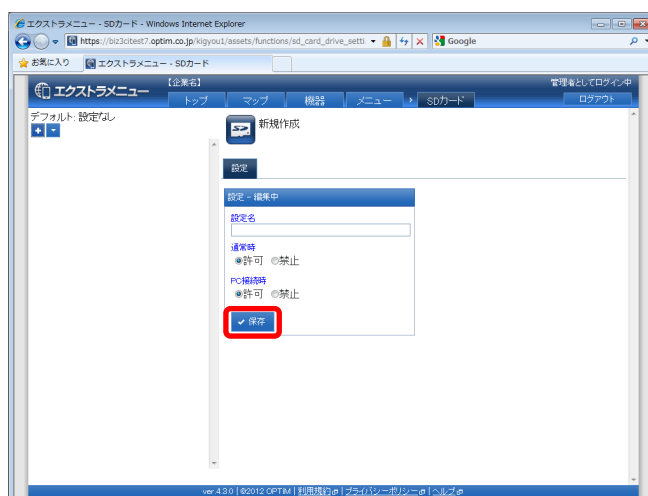 エクストラメニュー - SDカード - Windows Internet Explorer
https://biz3citest7.optim.co.jp/kigyou1/assets/functions/sd_card_drive_setti
Google
お気に入り
エクストラメニュー - SDカード
エクストラメニュー
【企業名】
管理者としてログイン中
トップ
マップ
機器
メニュー
SDカード
ログアウト
デフォルト: 設定なし
新規作成
設定
設定 - 編集中
設定名
通常時
許可 禁止
PC接続時
許可 禁止
保存
ver.4.3.0 | ©2012 OPTiM | 利用規約 | プライバシーポリシー | ヘルプ